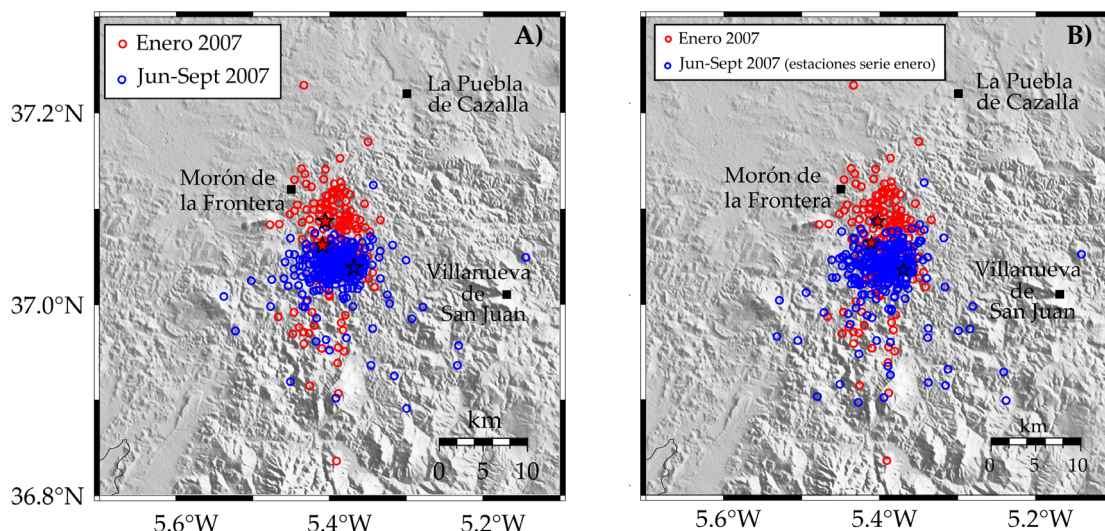 A)
Enero 2007
Jun-Sept 2007
La Puebla
de Cazalla
Morón de
la Frontera
Villanueva
de
San Juan
km
0 5 10
37.2°N
37.0°N
36.8°N
5.6°W 5.4°W 5.2°W
B)
Enero 2007
Jun-Sept 2007 (estaciones serie enero)
La Puebla
de Cazalla
Morón de
la Frontera
Villanueva
de
San Juan
km
0 5 10
5.6°W 5.4°W 5.2°W